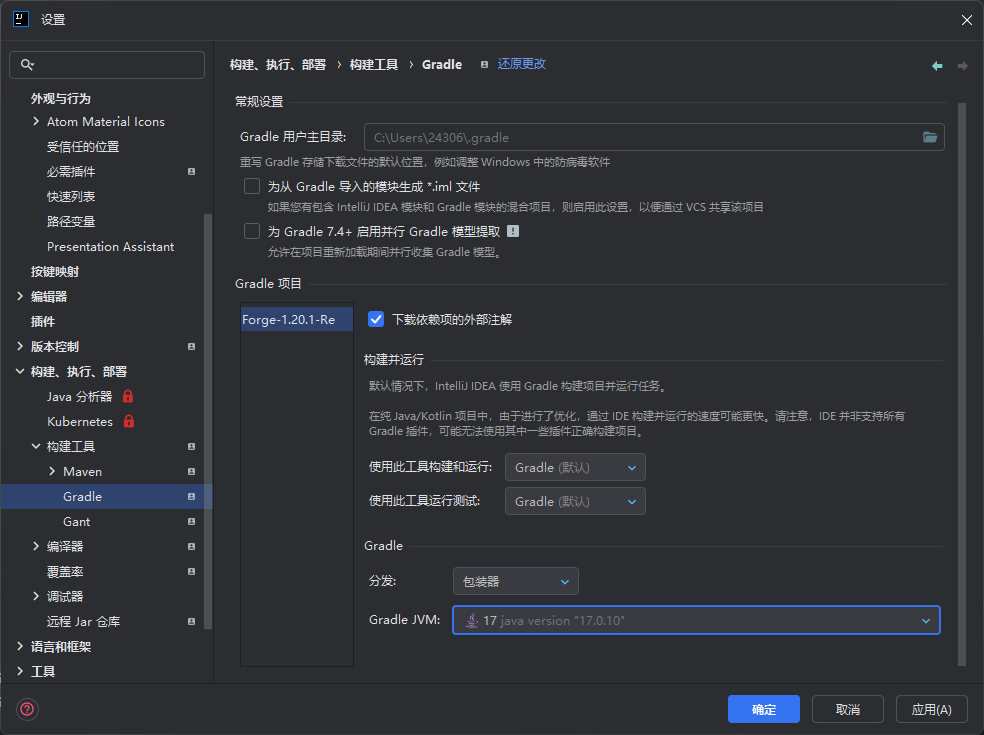 设置
外观与行为
Atom Material Icons
受信任的位置
必需插件
快速列表
路径变量
Presentation Assistant
按键映射
编辑器
插件
版本控制
构建、执行、部署
Java 分析器
Kubernetes
构建工具
Maven
Gradle
Gant
编译器
覆盖率
调试器
远程 Jar 仓库
语言和框架
工具
构建、执行、部署 › 构建工具 › Gradle 还原更改
常规设置
Gradle 用户主目录: C:\Users\24306\.gradle
重写 Gradle 存储下载文件的默认位置，例如调整 Windows 中的防病毒软件
为从 Gradle 导入的模块生成 *.iml 文件
如果您有包含 IntelliJ IDEA 模块和 Gradle 模块的混合项目，则启用此设置，以便通过 VCS 共享该项目
为 Gradle 7.4+ 启用并行 Gradle 模型提取
允许在项目重新加载期间并行收集 Gradle 模型。
Gradle 项目
Forge-1.20.1-Re
下载依赖项的外部注解
构建并运行
默认情况下，IntelliJ IDEA 使用 Gradle 构建项目并运行任务。
在纯 Java/Kotlin 项目中，由于进行了优化，通过 IDE 构建并运行的速度可能更快。请注意，IDE 并非支持所有
Gradle 插件，可能无法使用其中一些插件正确构建项目。
使用此工具构建和运行: Gradle (默认)
使用此工具运行测试: Gradle (默认)
Gradle
分发: 包装器
Gradle JVM: 17 java version "17.0.10"
确定 取消 应用(A)